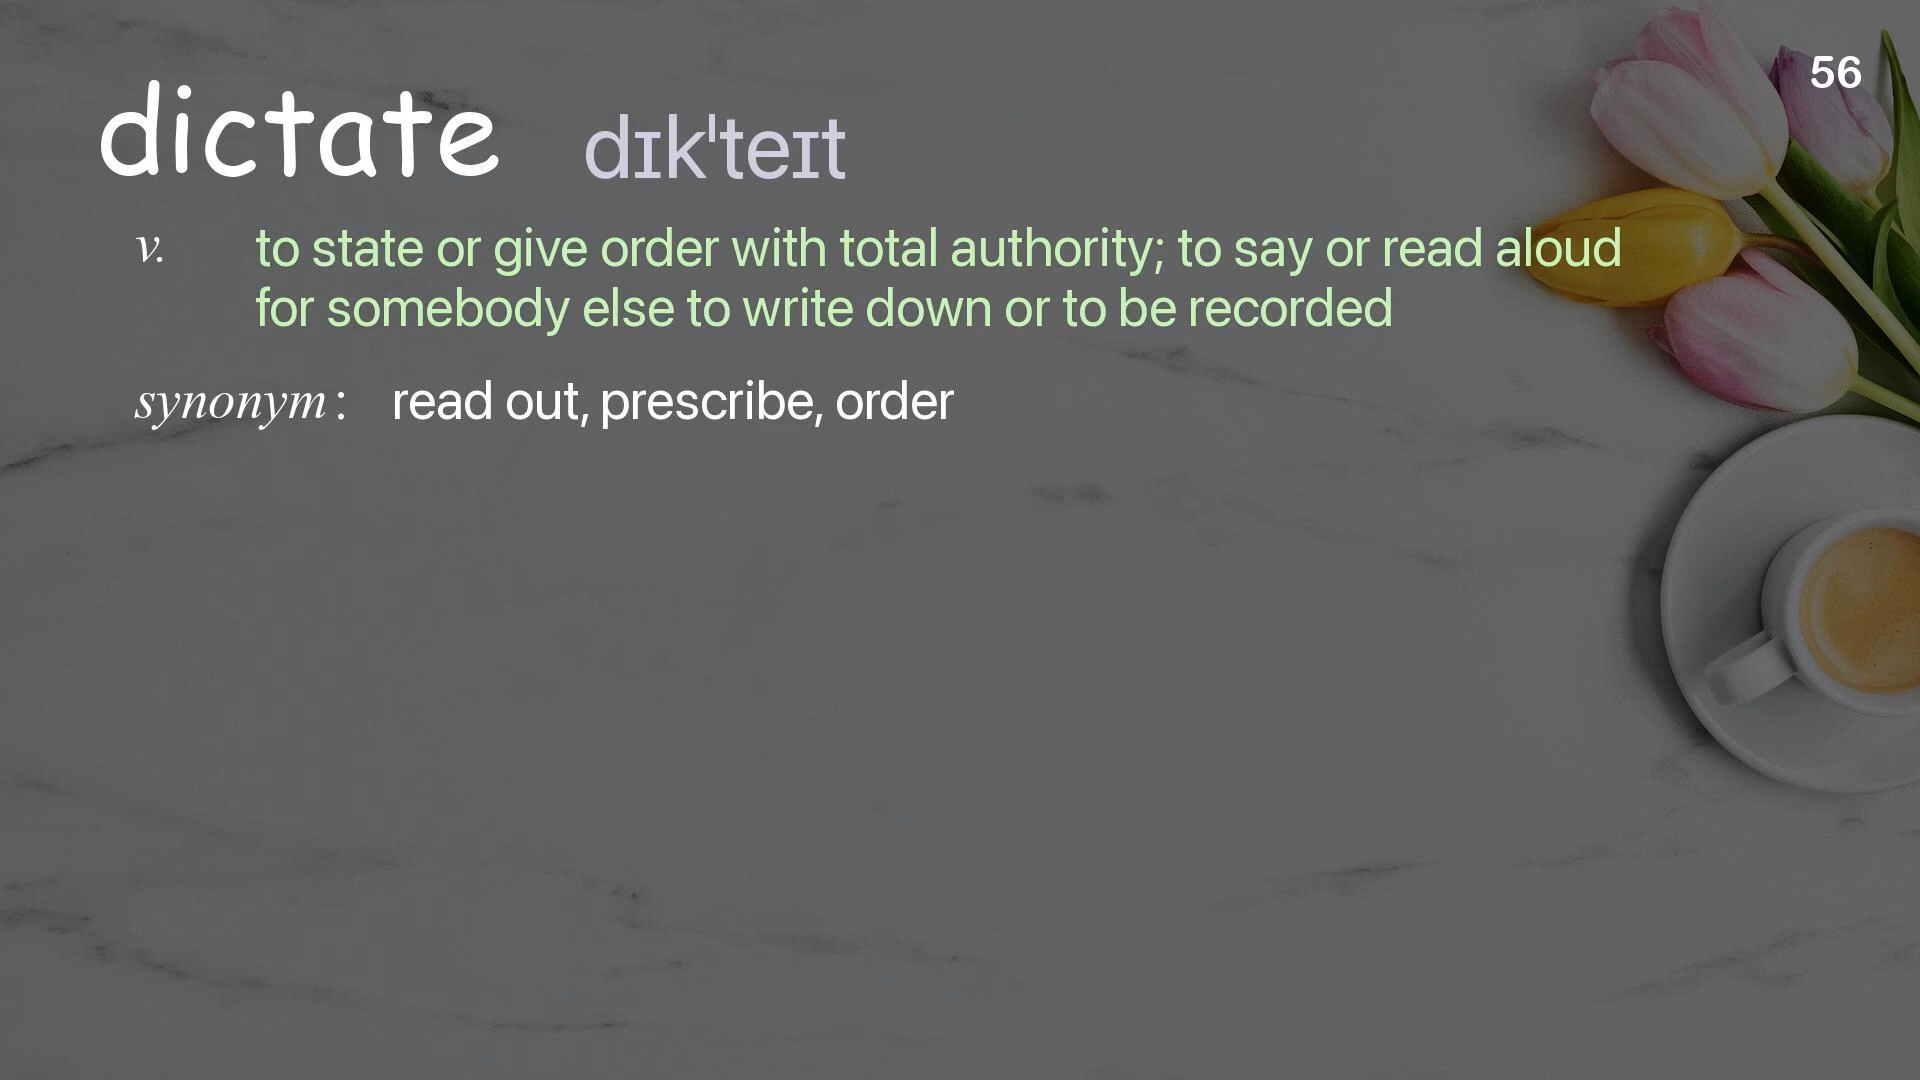 56
dictate dɪkˈteɪt
v. to state or give order with total authority; to say or read aloud
for somebody else to write down or to be recorded
synonym: read out, prescribe, order